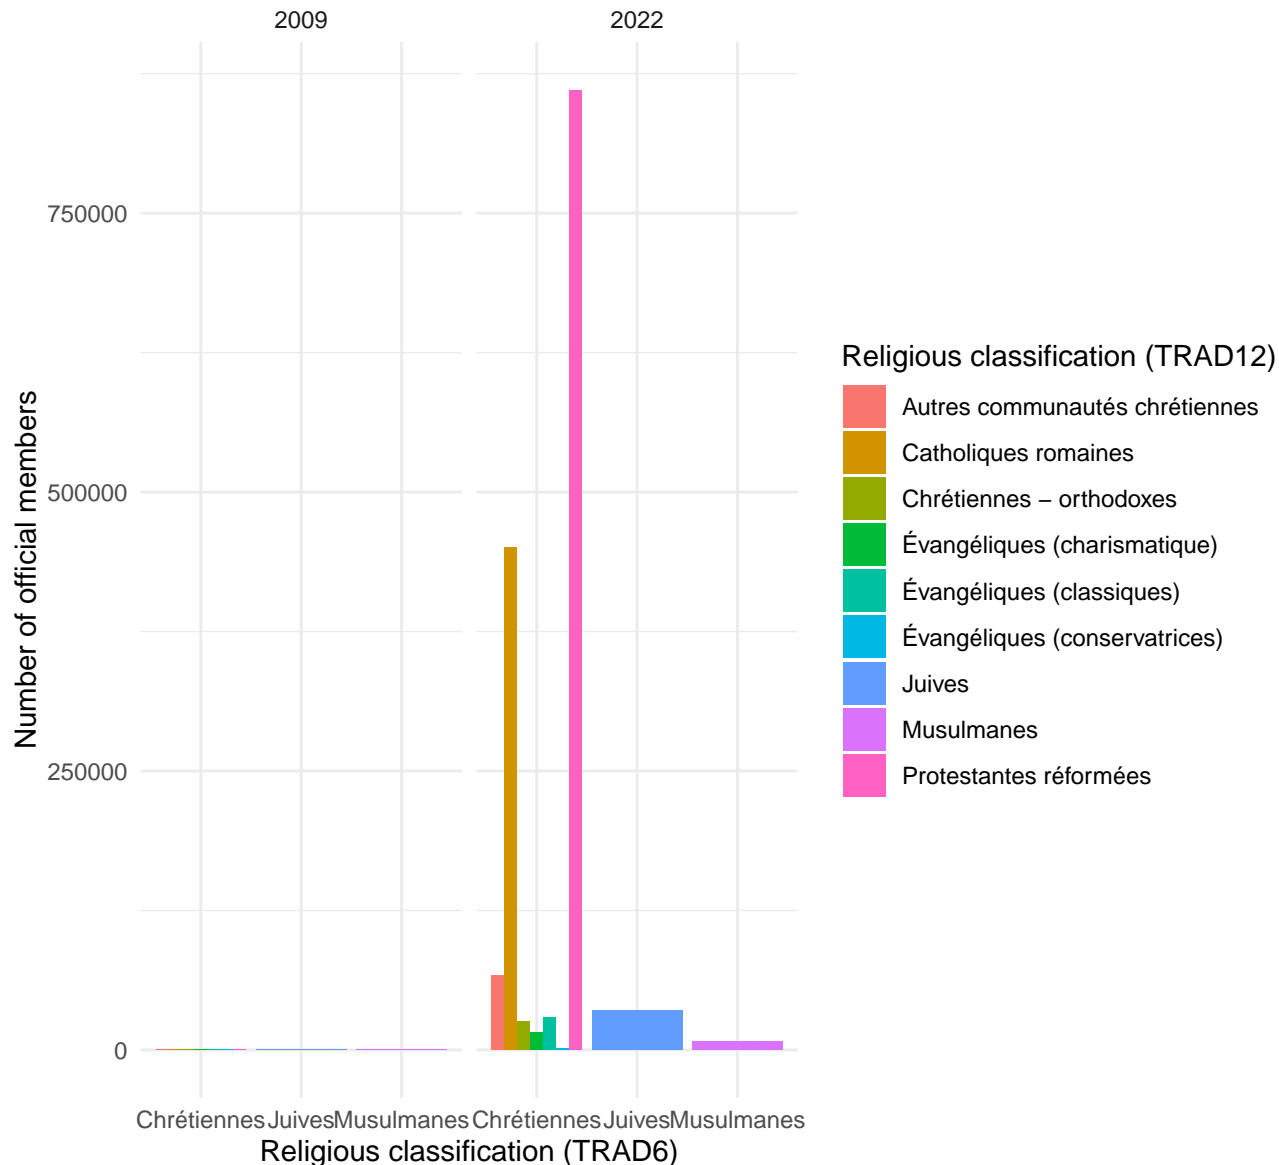 2009 2022
Number of official members
750000
500000
250000
0
Chrétiennes Juives Musulmanes Chrétiennes Juives Musulmanes
Religious classification (TRAD6)
Religious classification (TRAD12)
Autres communautés chrétiennes
Catholiques romaines
Chrétiennes – orthodoxes
Évangéliques (charismatique)
Évangéliques (classiques)
Évangéliques (conservatrices)
Juives
Musulmanes
Protestantes réformées